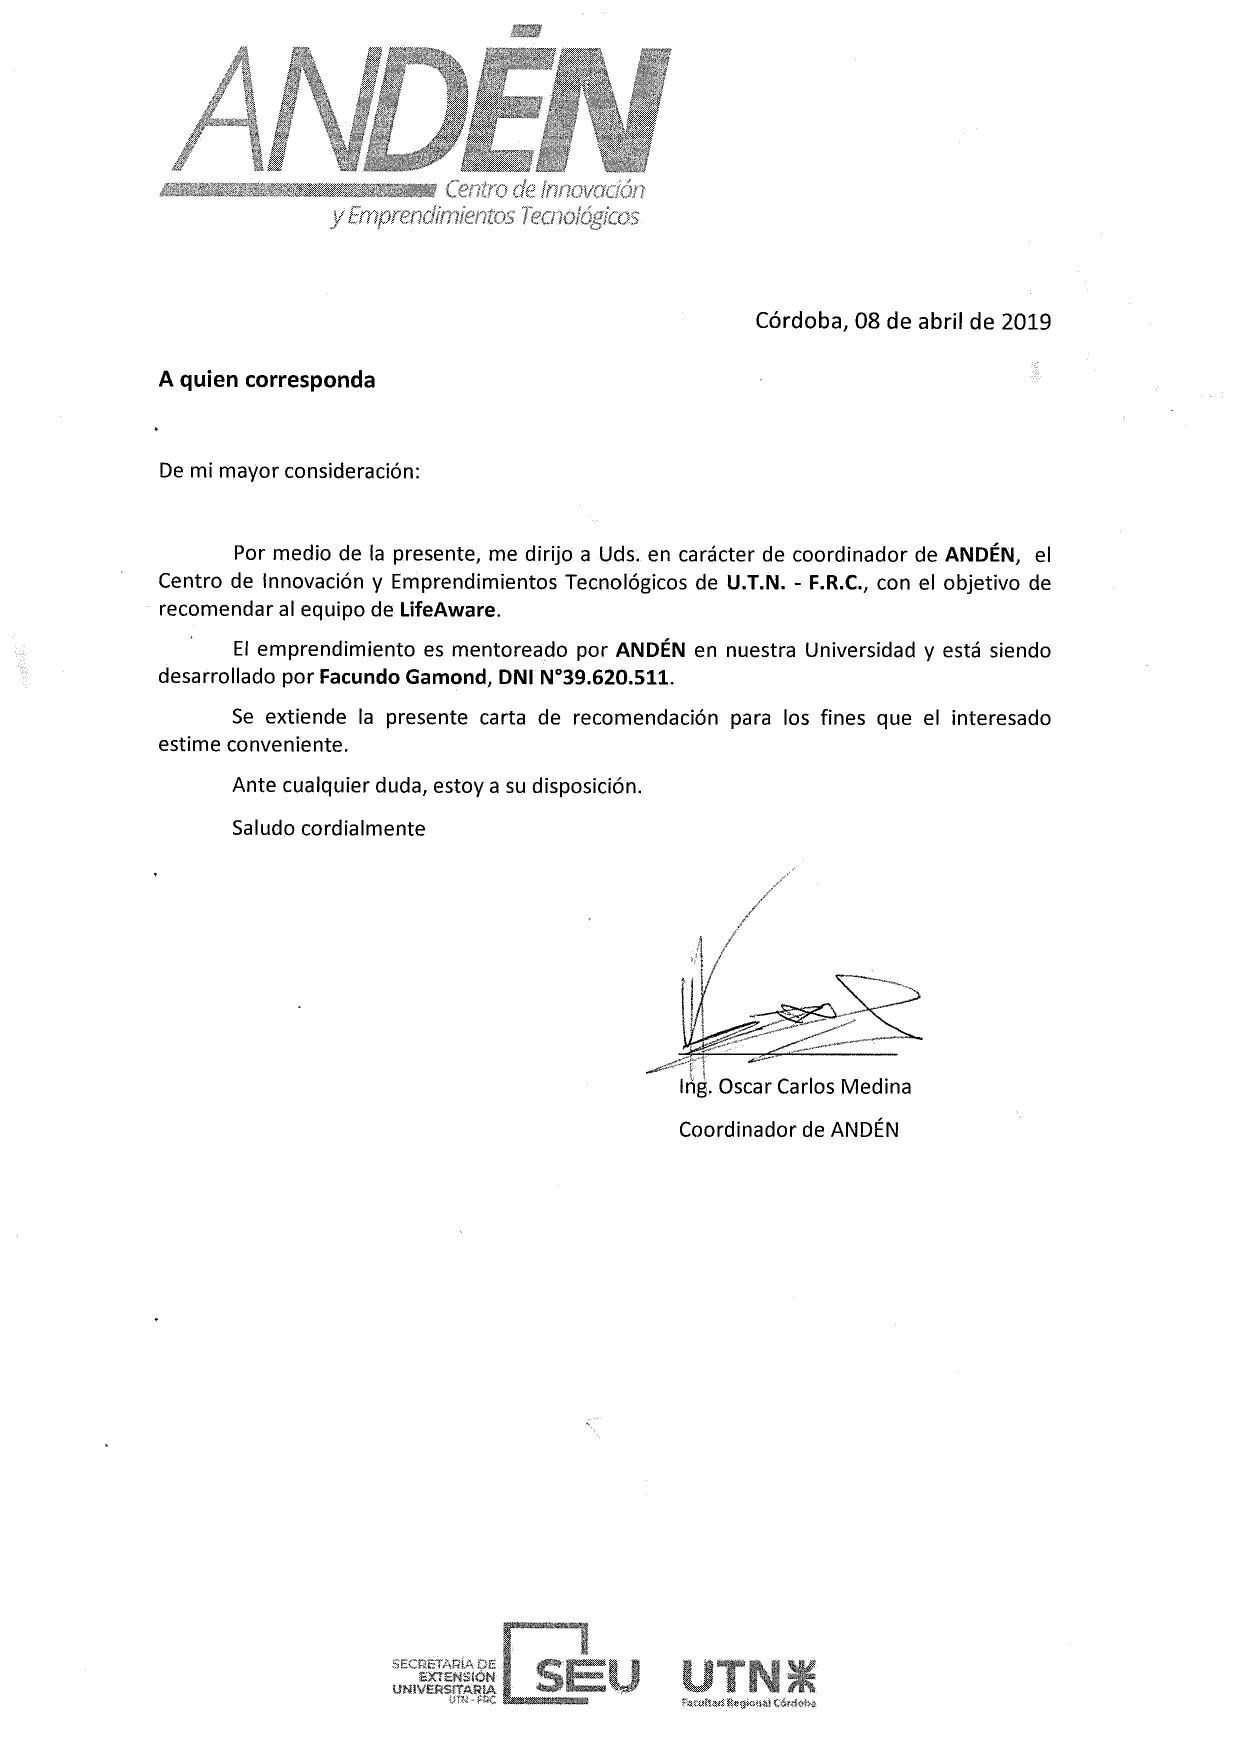 ANDÉN
Centro de Innovación
y Emprendimientos Tecnológicos
Córdoba, 08 de abril de 2019
A quien corresponda
De mi mayor consideración:
Por medio de la presente, me dirijo a Uds. en carácter de coordinador de ANDÉN, el
Centro de Innovación y Emprendimientos Tecnológicos de U.T.N. - F.R.C., con el objetivo de
recomendar al equipo de LifeAware.
El emprendimiento es mentoreado por ANDÉN en nuestra Universidad y está siendo
desarrollado por Facundo Gamond, DNI N°39.620.511.
Se extiende la presente carta de recomendación para los fines que el interesado
estime conveniente.
Ante cualquier duda, estoy a su disposición.
Saludo cordialmente
Ing. Oscar Carlos Medina
Coordinador de ANDÉN
SECRETARÍA DE
EXTENSIÓN
UNIVERSITARIA
UTN - FRC
SEU
UTN
Facultad Regional Córdoba